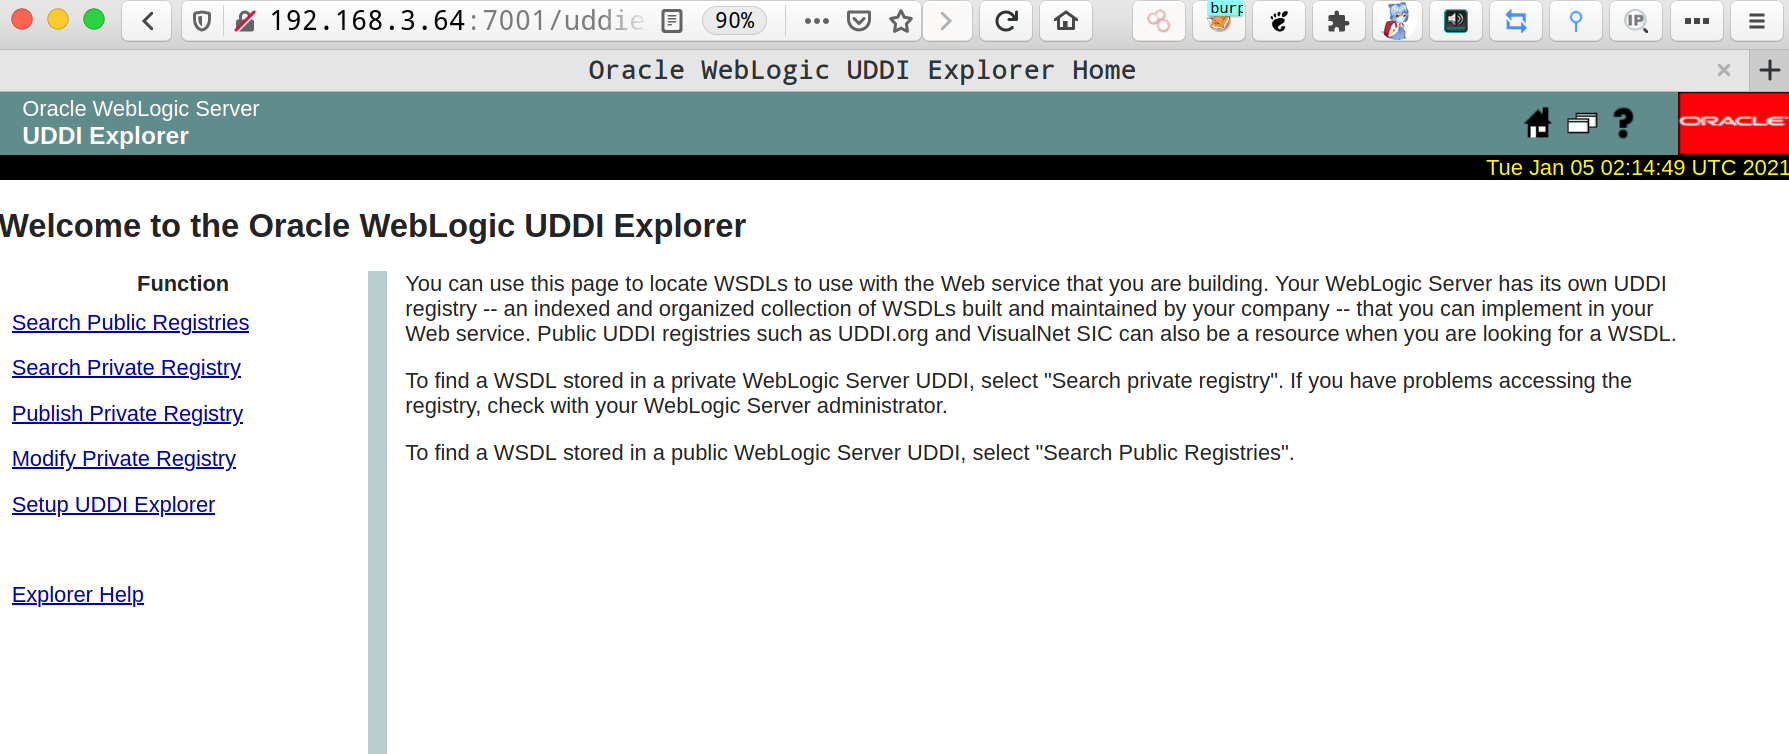 192.168.3.64:7001/uddie
90%
burp
IP
Oracle WebLogic UDDI Explorer Home
Oracle WebLogic Server
UDDI Explorer
ORACLE
Tue Jan 05 02:14:49 UTC 2021
Welcome to the Oracle WebLogic UDDI Explorer
Function
Search Public Registries
Search Private Registry
Publish Private Registry
Modify Private Registry
Setup UDDI Explorer
Explorer Help
You can use this page to locate WSDLs to use with the Web service that you are building. Your WebLogic Server has its own UDDI
registry -- an indexed and organized collection of WSDLs built and maintained by your company -- that you can implement in your
Web service. Public UDDI registries such as UDDI.org and VisualNet SIC can also be a resource when you are looking for a WSDL.
To find a WSDL stored in a private WebLogic Server UDDI, select "Search private registry". If you have problems accessing the
registry, check with your WebLogic Server administrator.
To find a WSDL stored in a public WebLogic Server UDDI, select "Search Public Registries".